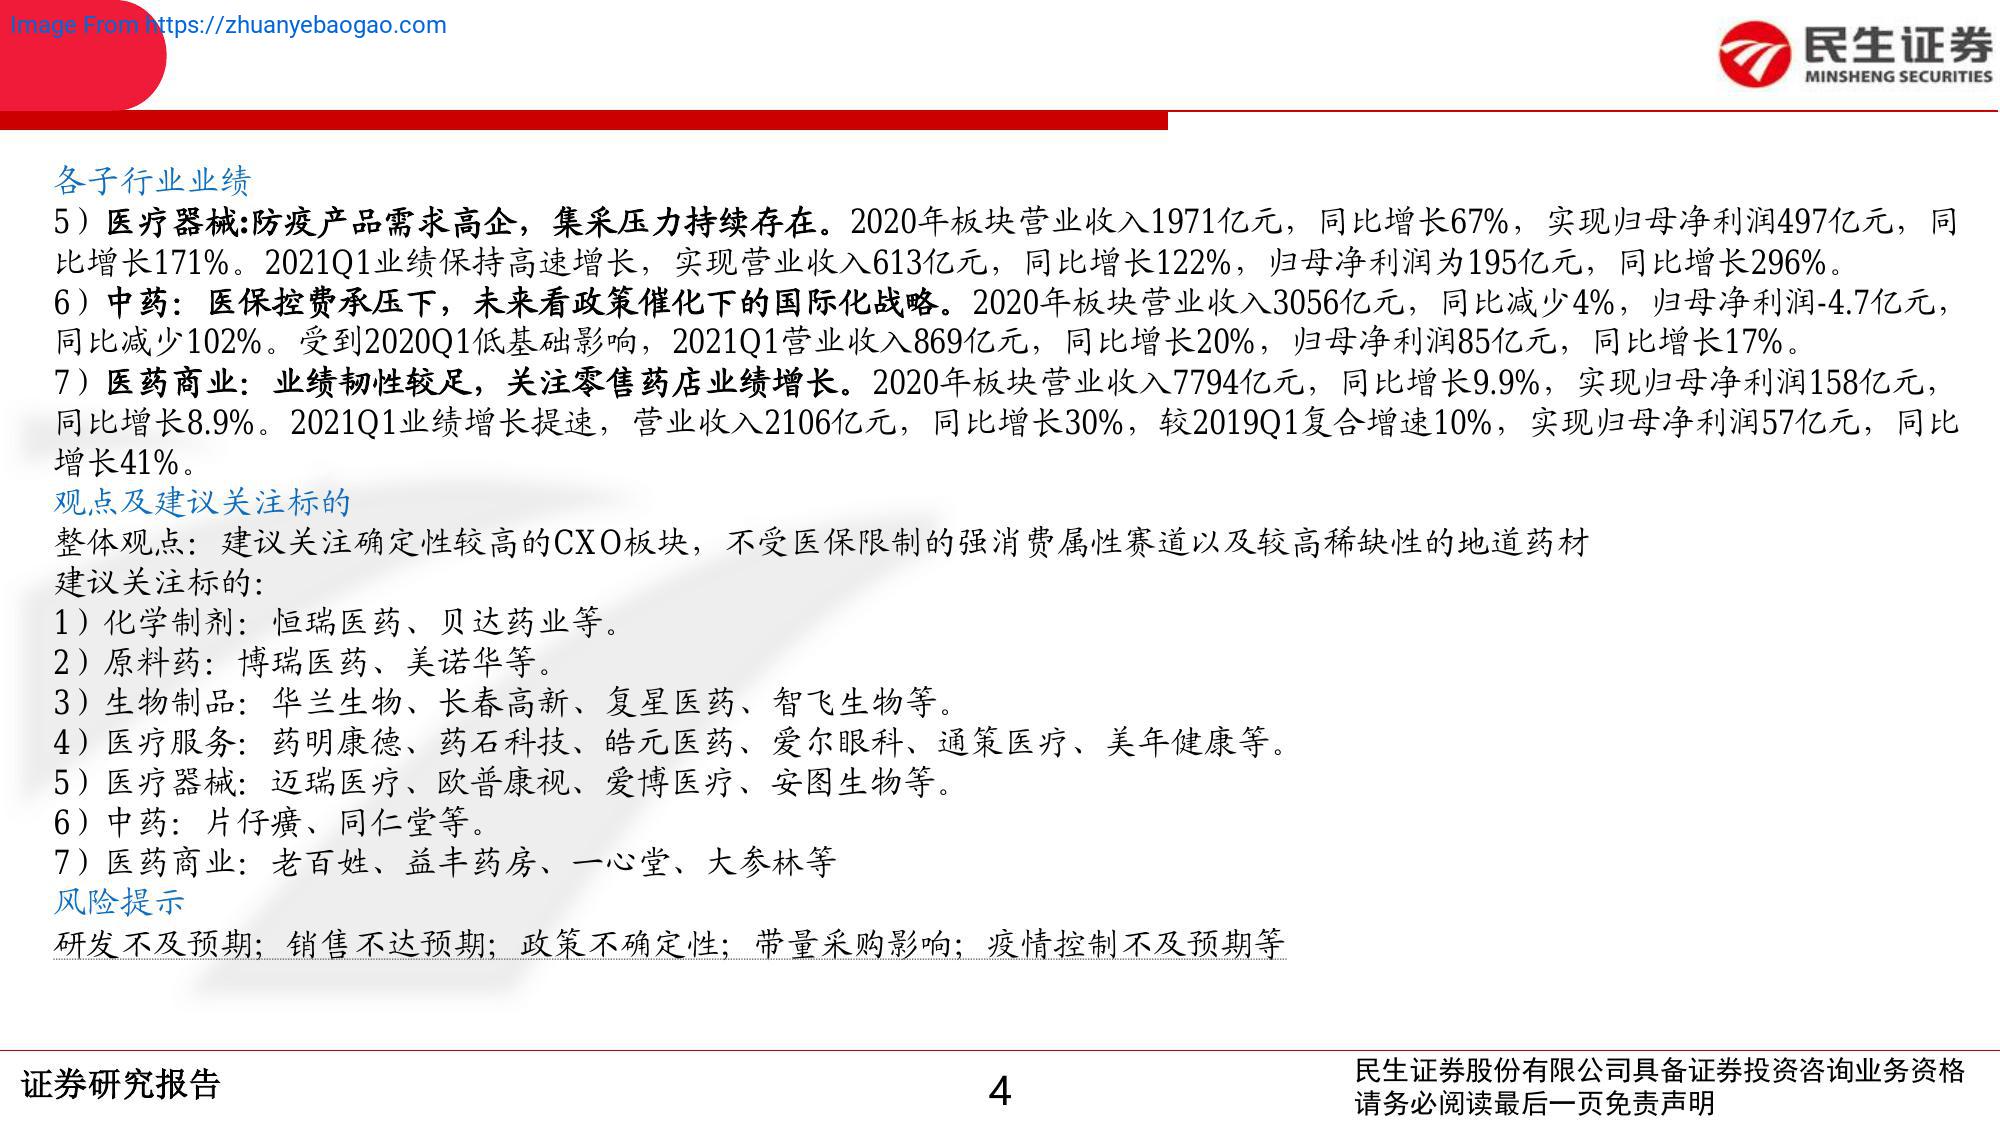 Image From https://zhuanyebaogao.com
民生证券
MINSHENG SECURITIES
各子行业业绩
5）医疗器械:防疫产品需求高企，集采压力持续存在。2020年板块营业收入1971亿元，同比增长67%，实现归母净利润497亿元，同
比增长171%。2021Q1业绩保持高速增长，实现营业收入613亿元，同比增长122%，归母净利润为195亿元，同比增长296%。
6）中药：医保控费承压下，未来看政策催化下的国际化战略。2020年板块营业收入3056亿元，同比减少4%，归母净利润-4.7亿元，
同比减少102%。受到2020Q1低基础影响，2021Q1营业收入869亿元，同比增长20%，归母净利润85亿元，同比增长17%。
7）医药商业：业绩韧性较足，关注零售药店业绩增长。2020年板块营业收入7794亿元，同比增长9.9%，实现归母净利润158亿元，
同比增长8.9%。2021Q1业绩增长提速，营业收入2106亿元，同比增长30%，较2019Q1复合增速10%，实现归母净利润57亿元，同比
增长41%。
观点及建议关注标的
整体观点：建议关注确定性较高的CXO板块，不受医保限制的强消费属性赛道以及较高稀缺性的地道药材
建议关注标的：
1）化学制剂：恒瑞医药、贝达药业等。
2）原料药：博瑞医药、美诺华等。
3）生物制品：华兰生物、长春高新、复星医药、智飞生物等。
4）医疗服务：药明康德、药石科技、皓元医药、爱尔眼科、通策医疗、美年健康等。
5）医疗器械：迈瑞医疗、欧普康视、爱博医疗、安图生物等。
6）中药：片仔癀、同仁堂等。
7）医药商业：老百姓、益丰药房、一心堂、大参林等
风险提示
研发不及预期；销售不达预期；政策不确定性；带量采购影响；疫情控制不及预期等
证券研究报告
4
民生证券股份有限公司具备证券投资咨询业务资格
请务必阅读最后一页免责声明